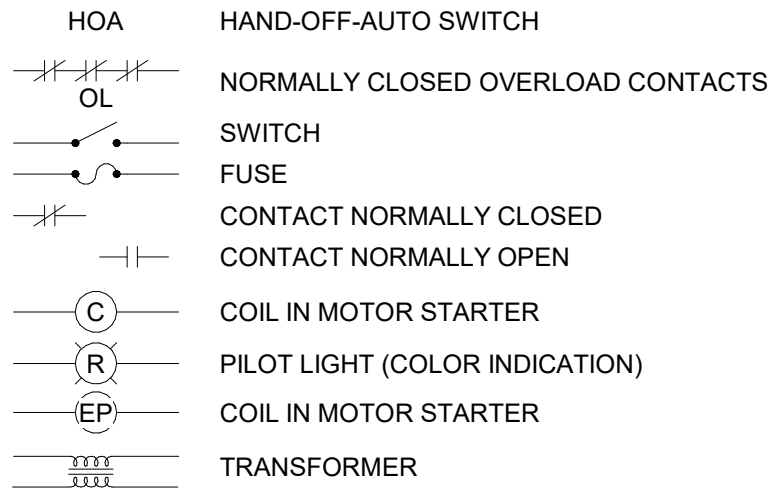 HOA HAND-OFF-AUTO SWITCH
NORMALLY CLOSED OVERLOAD CONTACTS
OL
SWITCH
FUSE
CONTACT NORMALLY CLOSED
CONTACT NORMALLY OPEN
C COIL IN MOTOR STARTER
R PILOT LIGHT (COLOR INDICATION)
EP COIL IN MOTOR STARTER
TRANSFORMER